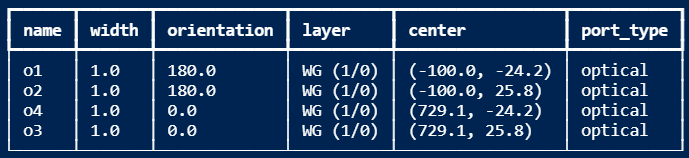 name width orientation layer center port_type
o1 1.0 180.0 WG (1/0) (-100.0, -24.2) optical
o2 1.0 180.0 WG (1/0) (-100.0, 25.8) optical
o4 1.0 0.0 WG (1/0) (729.1, -24.2) optical
o3 1.0 0.0 WG (1/0) (729.1, 25.8) optical